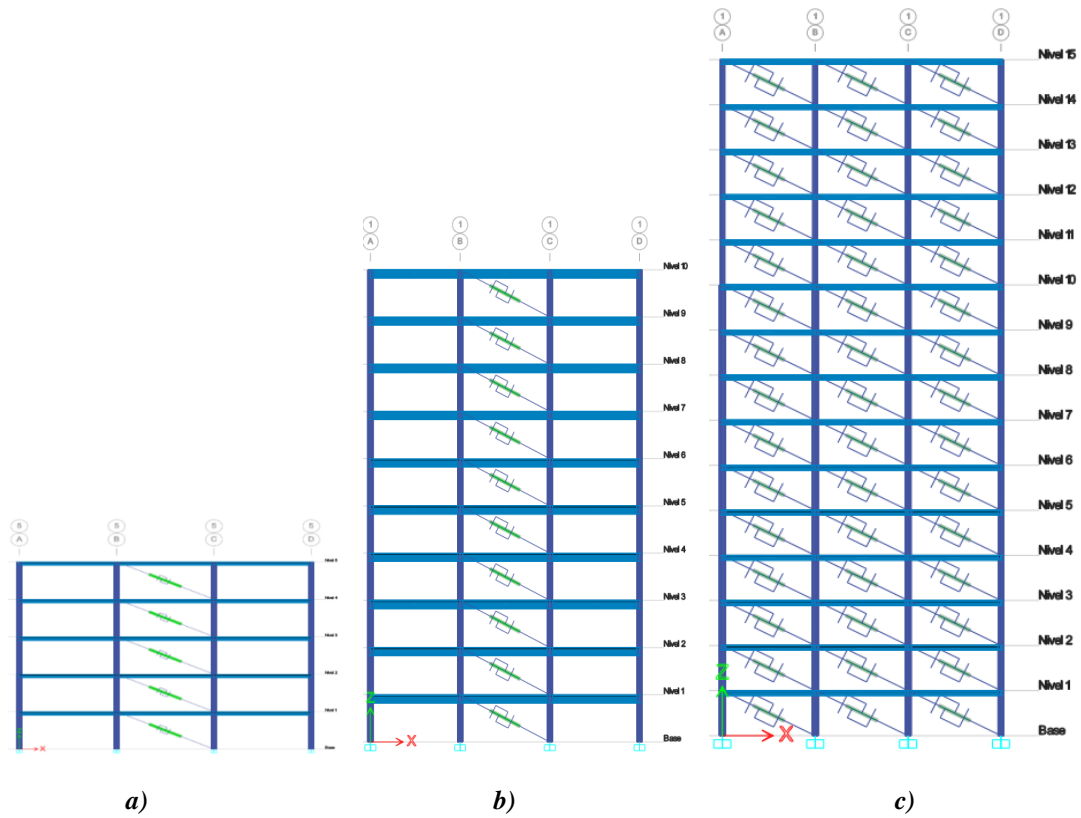 5 5 5 5
A B C D
Nivel 5
Nivel 4
Nivel 3
Nivel 2
Nivel 1
Z
X
Base
a)
1 1 1 1
A B C D
Nivel 10
Nivel 9
Nivel 8
Nivel 7
Nivel 6
Nivel 5
Nivel 4
Nivel 3
Nivel 2
Nivel 1
Z
X
Base
b)
1 1 1 1
A B C D
Nivel 15
Nivel 14
Nivel 13
Nivel 12
Nivel 11
Nivel 10
Nivel 9
Nivel 8
Nivel 7
Nivel 6
Nivel 5
Nivel 4
Nivel 3
Nivel 2
Z
Nivel 1
X
Base
c)